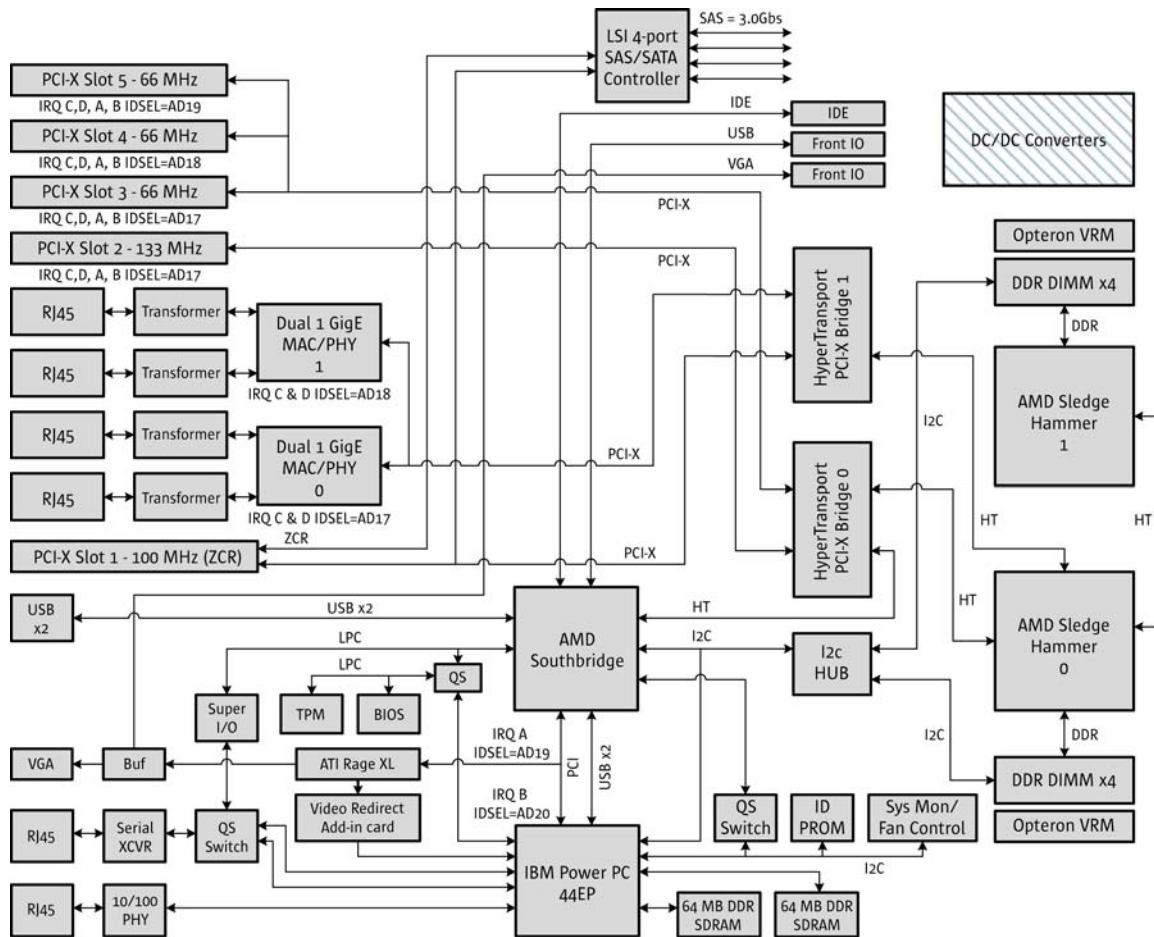 SAS = 3.0Gbs
LSI 4-port
SAS/SATA
Controller
PCI-X Slot 5 - 66 MHz
IRQ C,D, A, B IDSEL=AD19
PCI-X Slot 4 - 66 MHz
IRQ C,D, A, B IDSEL=AD18
PCI-X Slot 3 - 66 MHz
IRQ C,D, A, B IDSEL=AD17
PCI-X Slot 2 - 133 MHz
IRQ C,D, A, B IDSEL=AD17
IDE
IDE
USB
Front IO
VGA
Front IO
DC/DC Converters
PCI-X
PCI-X
Opteron VRM
DDR DIMM x4
DDR
HyperTransport
PCI-X Bridge 1
AMD Sledge
Hammer
1
RJ45
Transformer
Dual 1 GigE
MAC/PHY
1
RJ45
Transformer
IRQ C & D IDSEL=AD18
I2C
RJ45
Transformer
Dual 1 GigE
MAC/PHY
0
PCI-X
HyperTransport
PCI-X Bridge 0
RJ45
Transformer
IRQ C & D IDSEL=AD17
HT
HT
ZCR
PCI-X Slot 1 - 100 MHz (ZCR)
PCI-X
HT
AMD Sledge
Hammer
0
USB
x2
USB x2
AMD
Southbridge
HT
I2C
I2c
HUB
LPC
LPC
QS
Super
I/O
TPM
BIOS
IRQ A
IDSEL=AD19
PCI
USB x2
I2C
DDR
DDR DIMM x4
Opteron VRM
VGA
Buf
ATI Rage XL
IRQ B
IDSEL=AD20
Video Redirect
Add-in card
QS
Switch
ID
PROM
Sys Mon/
Fan Control
I2C
RJ45
Serial
XCVR
QS
Switch
IBM Power PC
44EP
RJ45
10/100
PHY
64 MB DDR
SDRAM
64 MB DDR
SDRAM